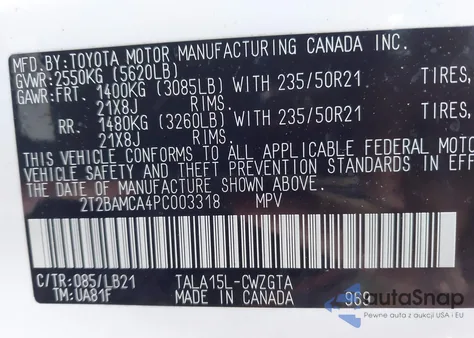 MFD.BY:TOYOTA MOTOR MANUFACTURING CANADA INC.
GVWR:2550KG (5620LB)
GAWR:FRT. 1400KG (3085LB) WITH 235/50R21 TIRES,
21X8J RIMS.
RR. 1480KG (3260LB) WITH 235/50R21 TIRES,
21X8J RIMS.
THIS VEHICLE CONFORMS TO ALL APPLICABLE FEDERAL MOTO
VEHICLE SAFETY AND THEFT PREVENTION STANDARDS IN EFF
ON THE DATE OF MANUFACTURE SHOWN ABOVE.
2T2BAMCA4PC003318 MPV
C/TR:085/LB21 TALA15L-CWZGTA
TM:UA81F MADE IN CANADA 969
autoSnap
Pewne auta z aukcji USA i EU